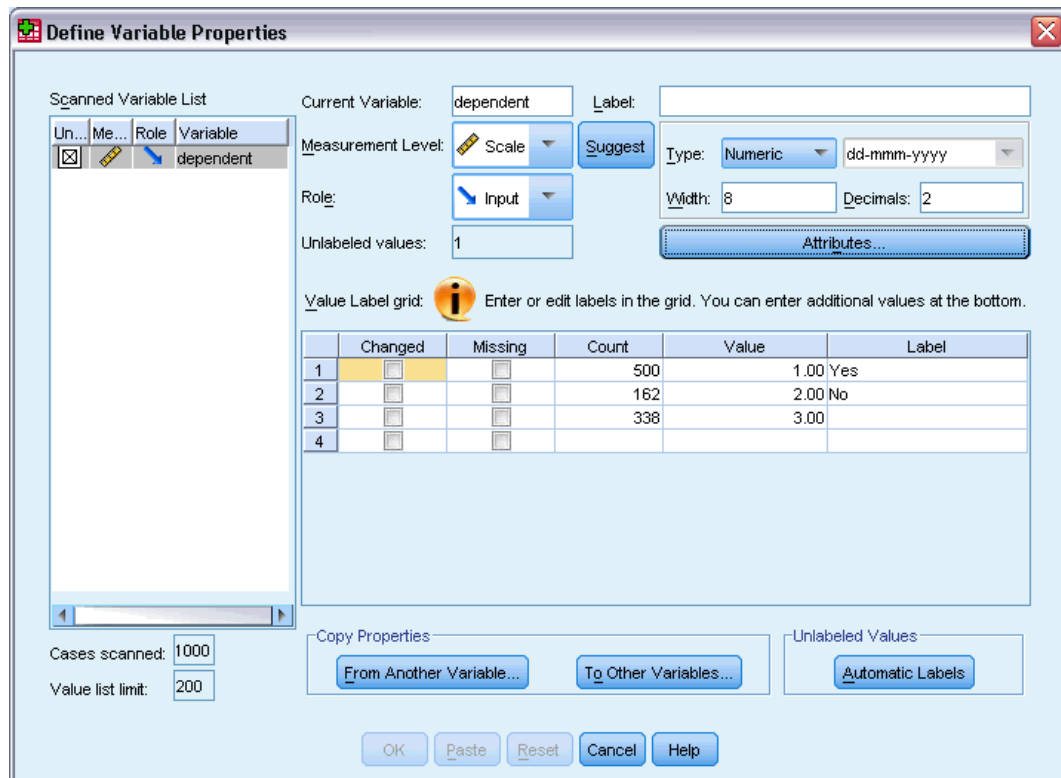 Define Variable Properties
Scanned Variable List
Un... Me... Role Variable
dependent
Cases scanned: 1000
Value list limit: 200
Current Variable: dependent Label:
Measurement Level: Scale Suggest Type: Numeric dd-mmm-yyyy
Role: Input Width: 8 Decimals: 2
Unlabeled values: 1 Attributes...
Value Label grid: i Enter or edit labels in the grid. You can enter additional values at the bottom.
Changed Missing Count Value Label
1 500 1.00 Yes
2 162 2.00 No
3 338 3.00
4
Copy Properties
From Another Variable... To Other Variables...
Unlabeled Values
Automatic Labels
OK Paste Reset Cancel Help